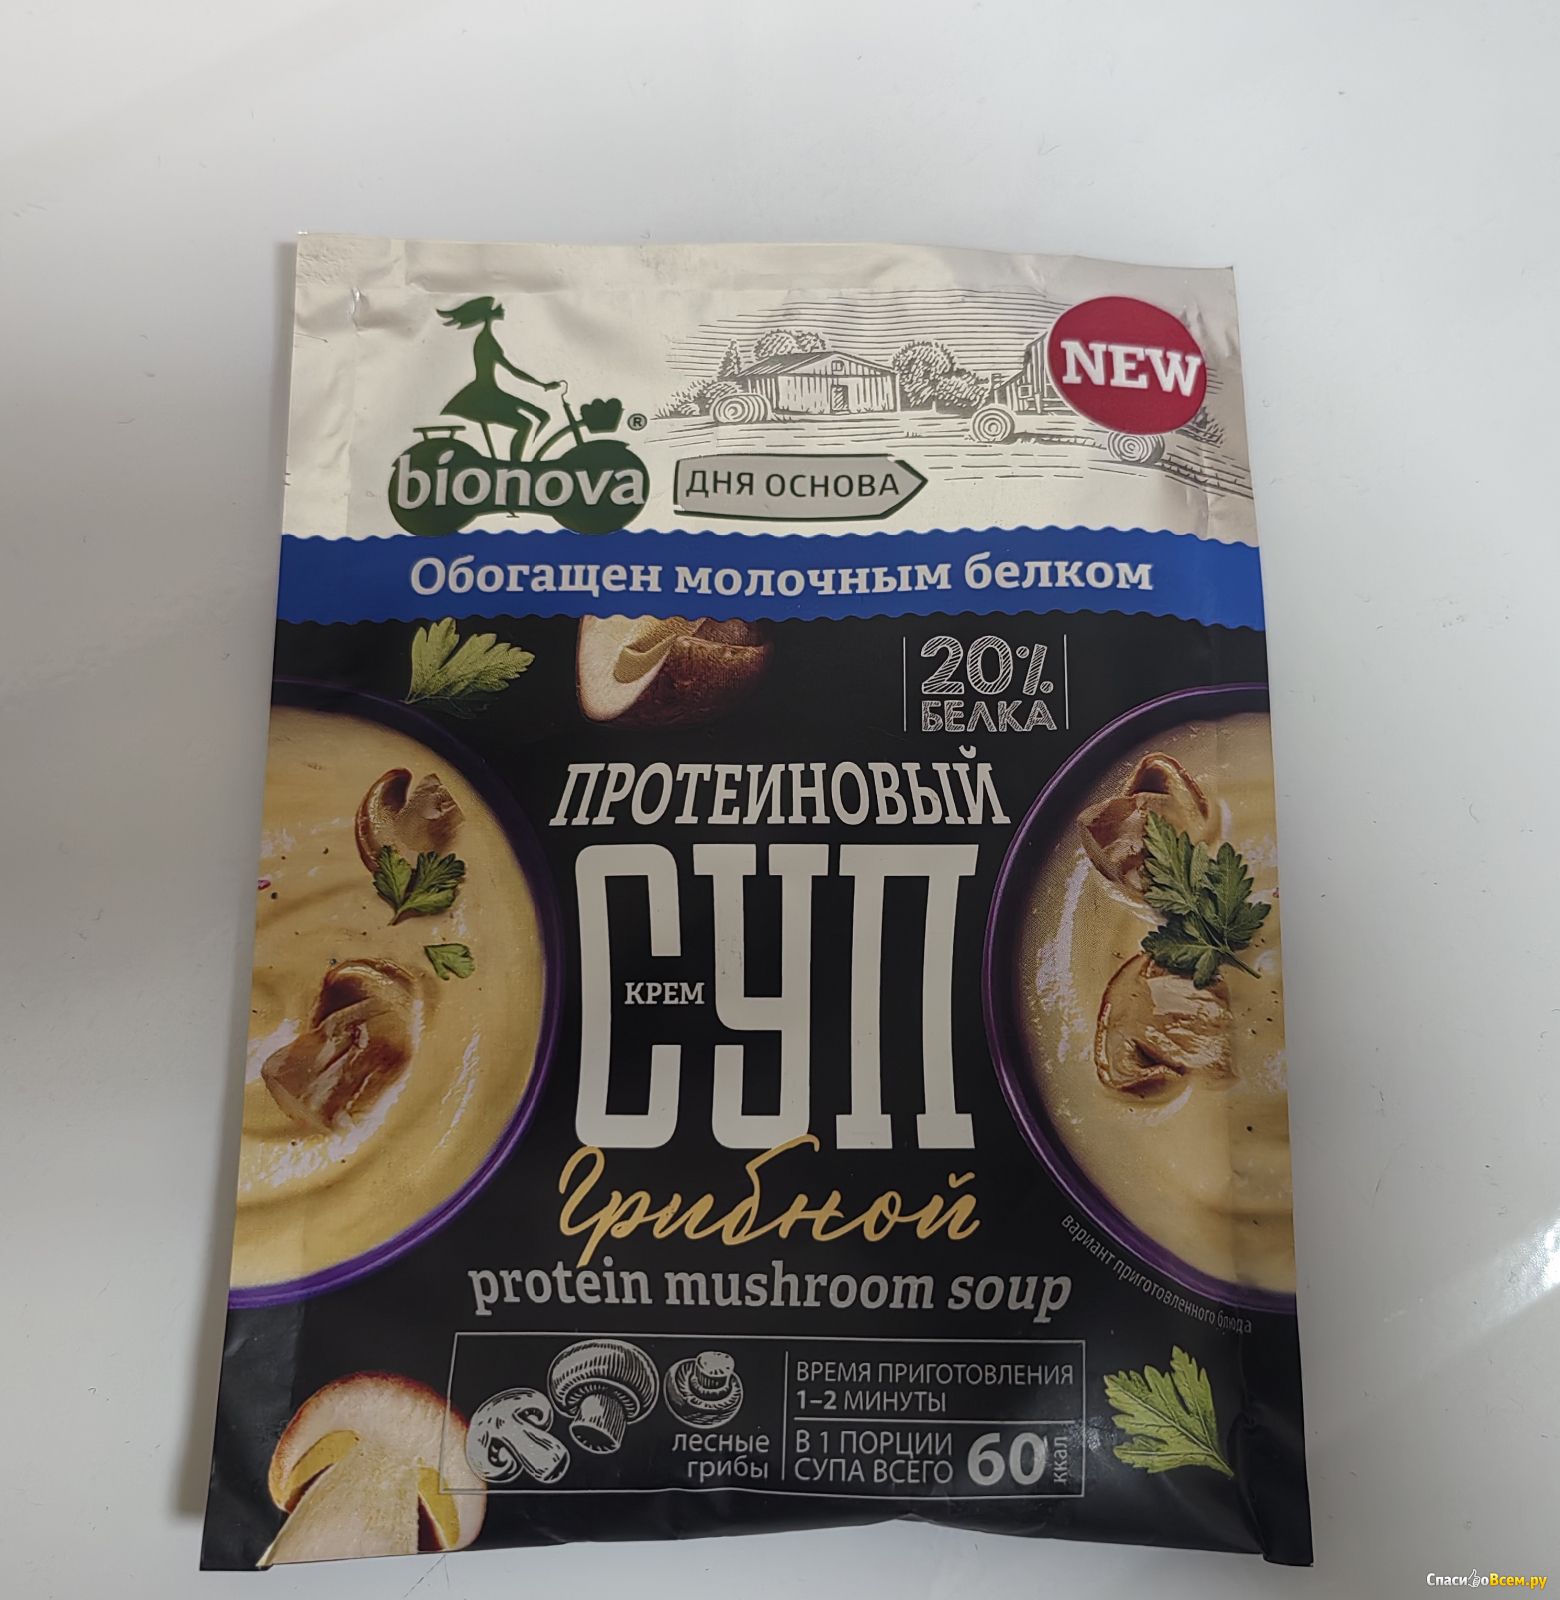 NEW
bionova®
ДНЯ ОСНОВА
Обогащен молочным белком
20%
БЕЛКА
ПРОТЕИНОВЫЙ
КРЕМ
СУП
Грибной
protein mushroom soup
вариант приготовленного блюда
лесные
грибы
ВРЕМЯ ПРИГОТОВЛЕНИЯ
1–2 МИНУТЫ
В 1 ПОРЦИИ
СУПА ВСЕГО 60 ккал
СпасибоВсем.ру